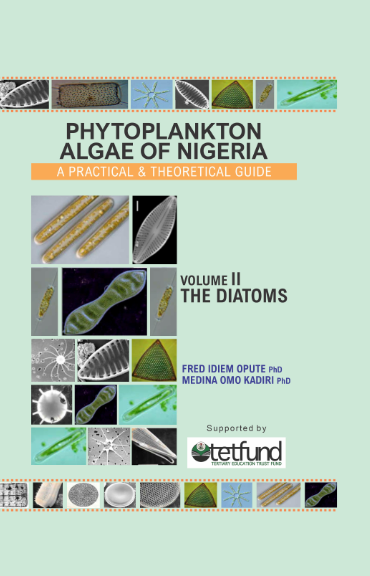 PHYTOPLANKTON
ALGAE OF NIGERIA
A PRACTICAL & THEORETICAL GUIDE
VOLUME II
THE DIATOMS
FRED IDIEM OPUTE PhD
MEDINA OMO KADIRI PhD
Supported by
tetfund
TERTIARY EDUCATION TRUST FUND